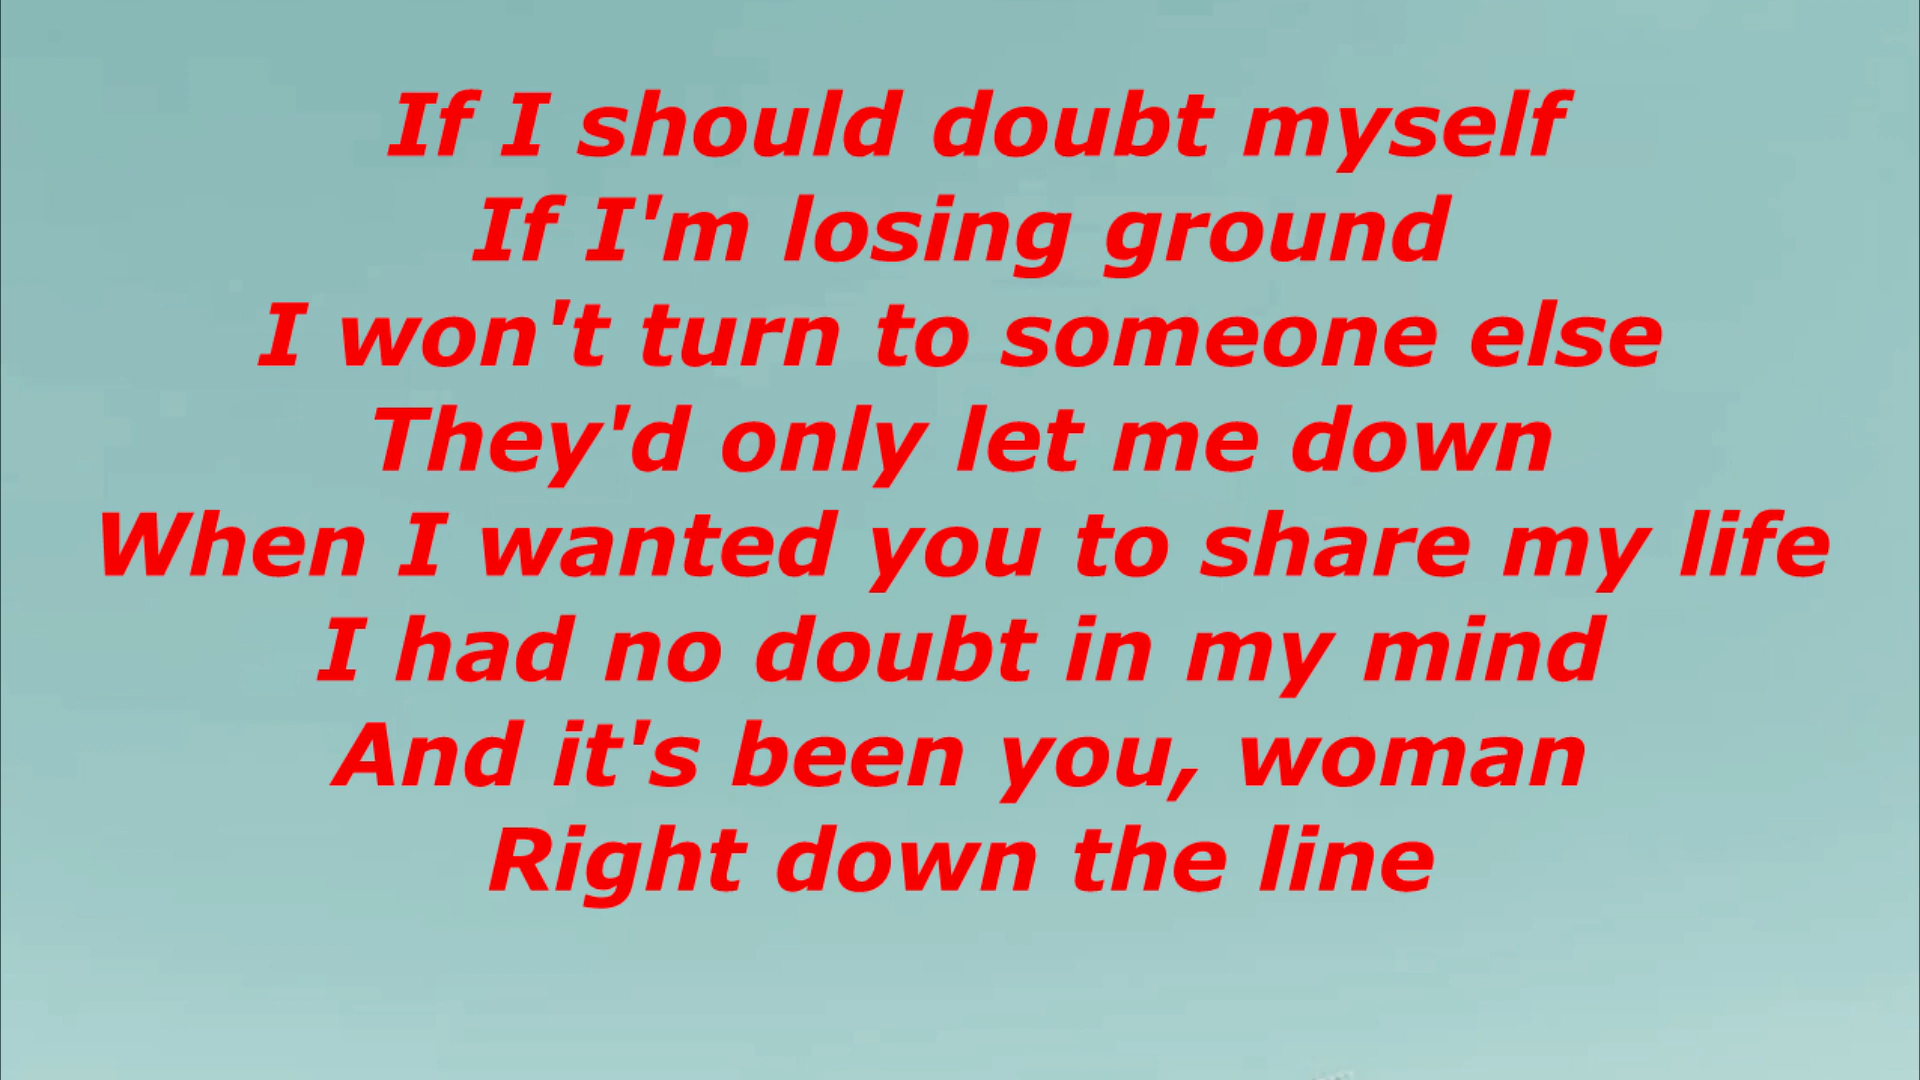 If I should doubt myself
If I'm losing ground
I won't turn to someone else
They'd only let me down
When I wanted you to share my life
I had no doubt in my mind
And it's been you, woman
Right down the line